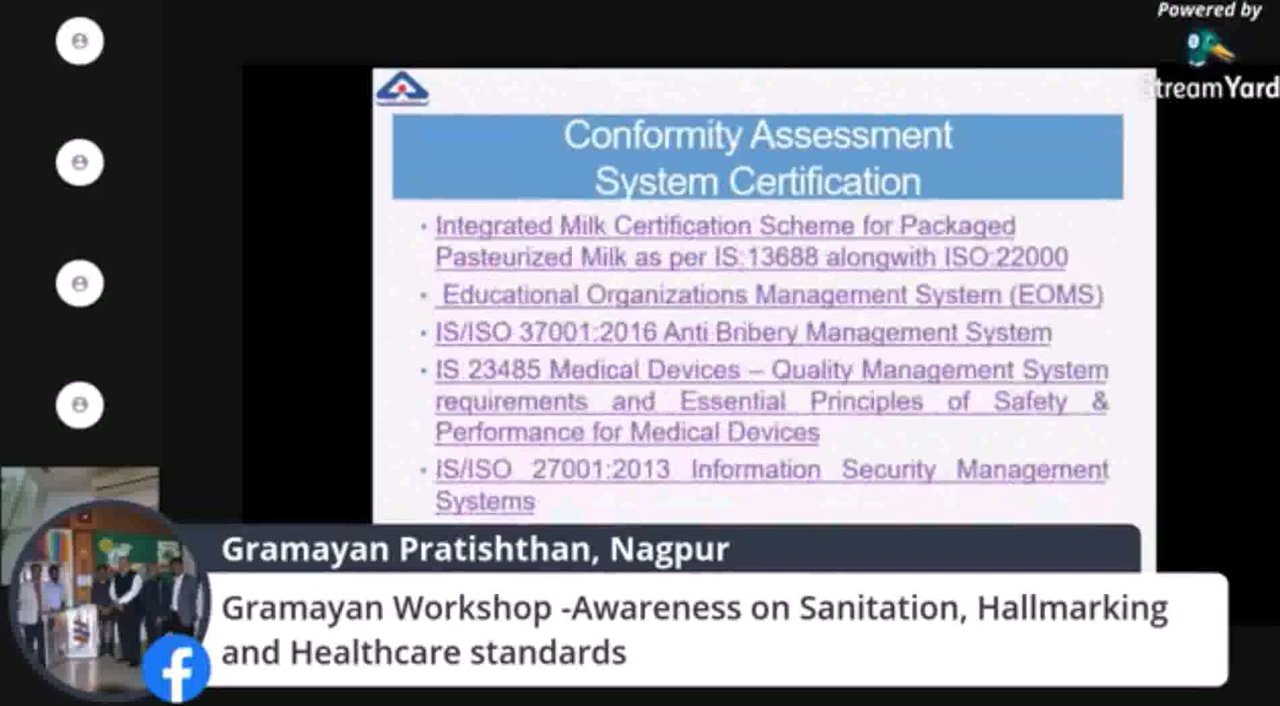 Powered by
StreamYard
Conformity Assessment
System Certification
• Integrated Milk Certification Scheme for Packaged
Pasteurized Milk as per IS:13688 alongwith ISO:22000
• Educational Organizations Management System (EOMS)
• IS/ISO 37001:2016 Anti Bribery Management System
• IS 23485 Medical Devices – Quality Management System
requirements and Essential Principles of Safety &
Performance for Medical Devices
• IS/ISO 27001:2013 Information Security Management
Systems
Gramayan Pratishthan, Nagpur
Gramayan Workshop -Awareness on Sanitation, Hallmarking
and Healthcare standards